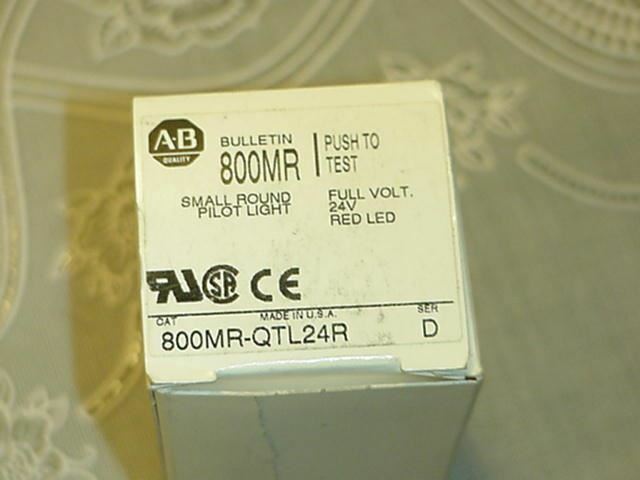 A-B
QUALITY
BULLETIN
800MR
PUSH TO
TEST
SMALL ROUND
PILOT LIGHT
FULL VOLT.
24V
RED LED
MADE IN U.S.A.
CAT
SER
800MR-QTL24R
D